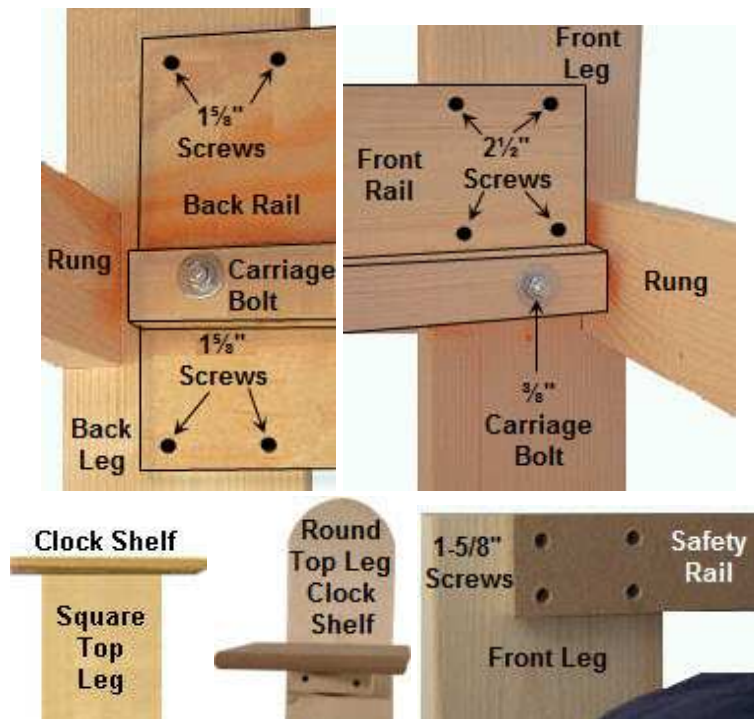 1⅝"
Screws
Back Rail
Rung
Carriage
Bolt
1⅝"
Screws
Back
Leg
Front
Leg
2½"
Screws
Front
Rail
Rung
⅜"
Carriage
Bolt
Clock Shelf
Square
Top
Leg
Round
Top Leg
Clock
Shelf
1-5/8"
Screws
Safety
Rail
Front Leg